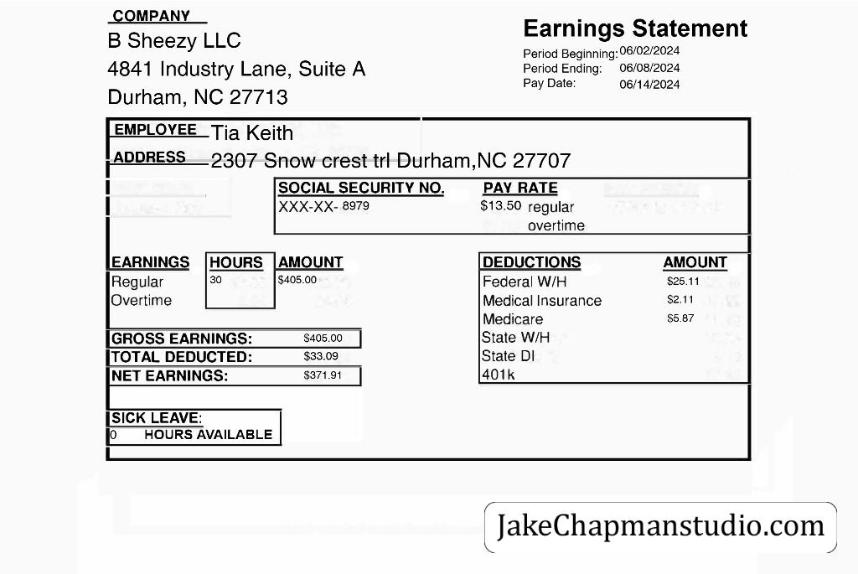 COMPANY
B Sheezy LLC
4841 Industry Lane, Suite A
Durham, NC 27713
Earnings Statement
Period Beginning: 06/02/2024
Period Ending: 06/08/2024
Pay Date: 06/14/2024
EMPLOYEE Tia Keith
ADDRESS 2307 Snow crest trl Durham,NC 27707
SOCIAL SECURITY NO. PAY RATE
XXX-XX- 8979 $13.50 regular
overtime
EARNINGS HOURS AMOUNT
Regular 30 $405.00
Overtime
DEDUCTIONS AMOUNT
Federal W/H $25.11
Medical Insurance $2.11
Medicare $5.87
State W/H
State DI
401k
GROSS EARNINGS: $405.00
TOTAL DEDUCTED: $33.09
NET EARNINGS: $371.91
SICK LEAVE:
0 HOURS AVAILABLE
JakeChapmanstudio.com